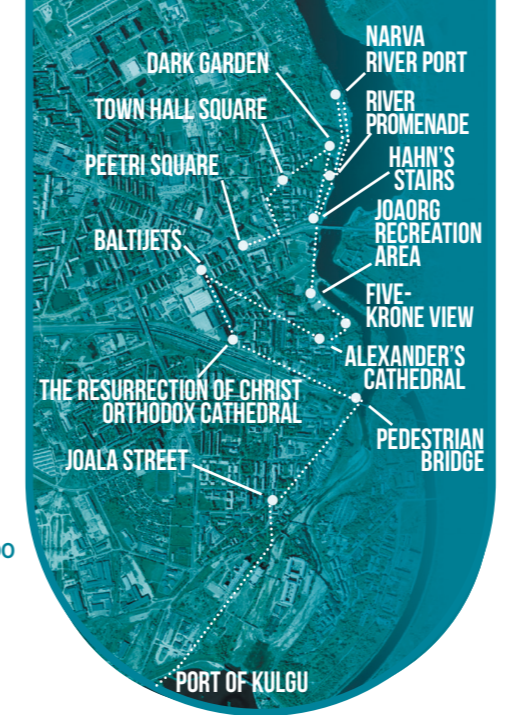 NARVA
RIVER PORT
DARK GARDEN
TOWN HALL SQUARE
RIVER
PROMENADE
PEETRI SQUARE
HAHN'S
STAIRS
JOAORG
RECREATION
AREA
BALTIJETS
FIVE-
KRONE VIEW
ALEXANDER'S
CATHEDRAL
THE RESURRECTION OF CHRIST
ORTHODOX CATHEDRAL
PEDESTRIAN
BRIDGE
JOALA STREET
PORT OF KULGU